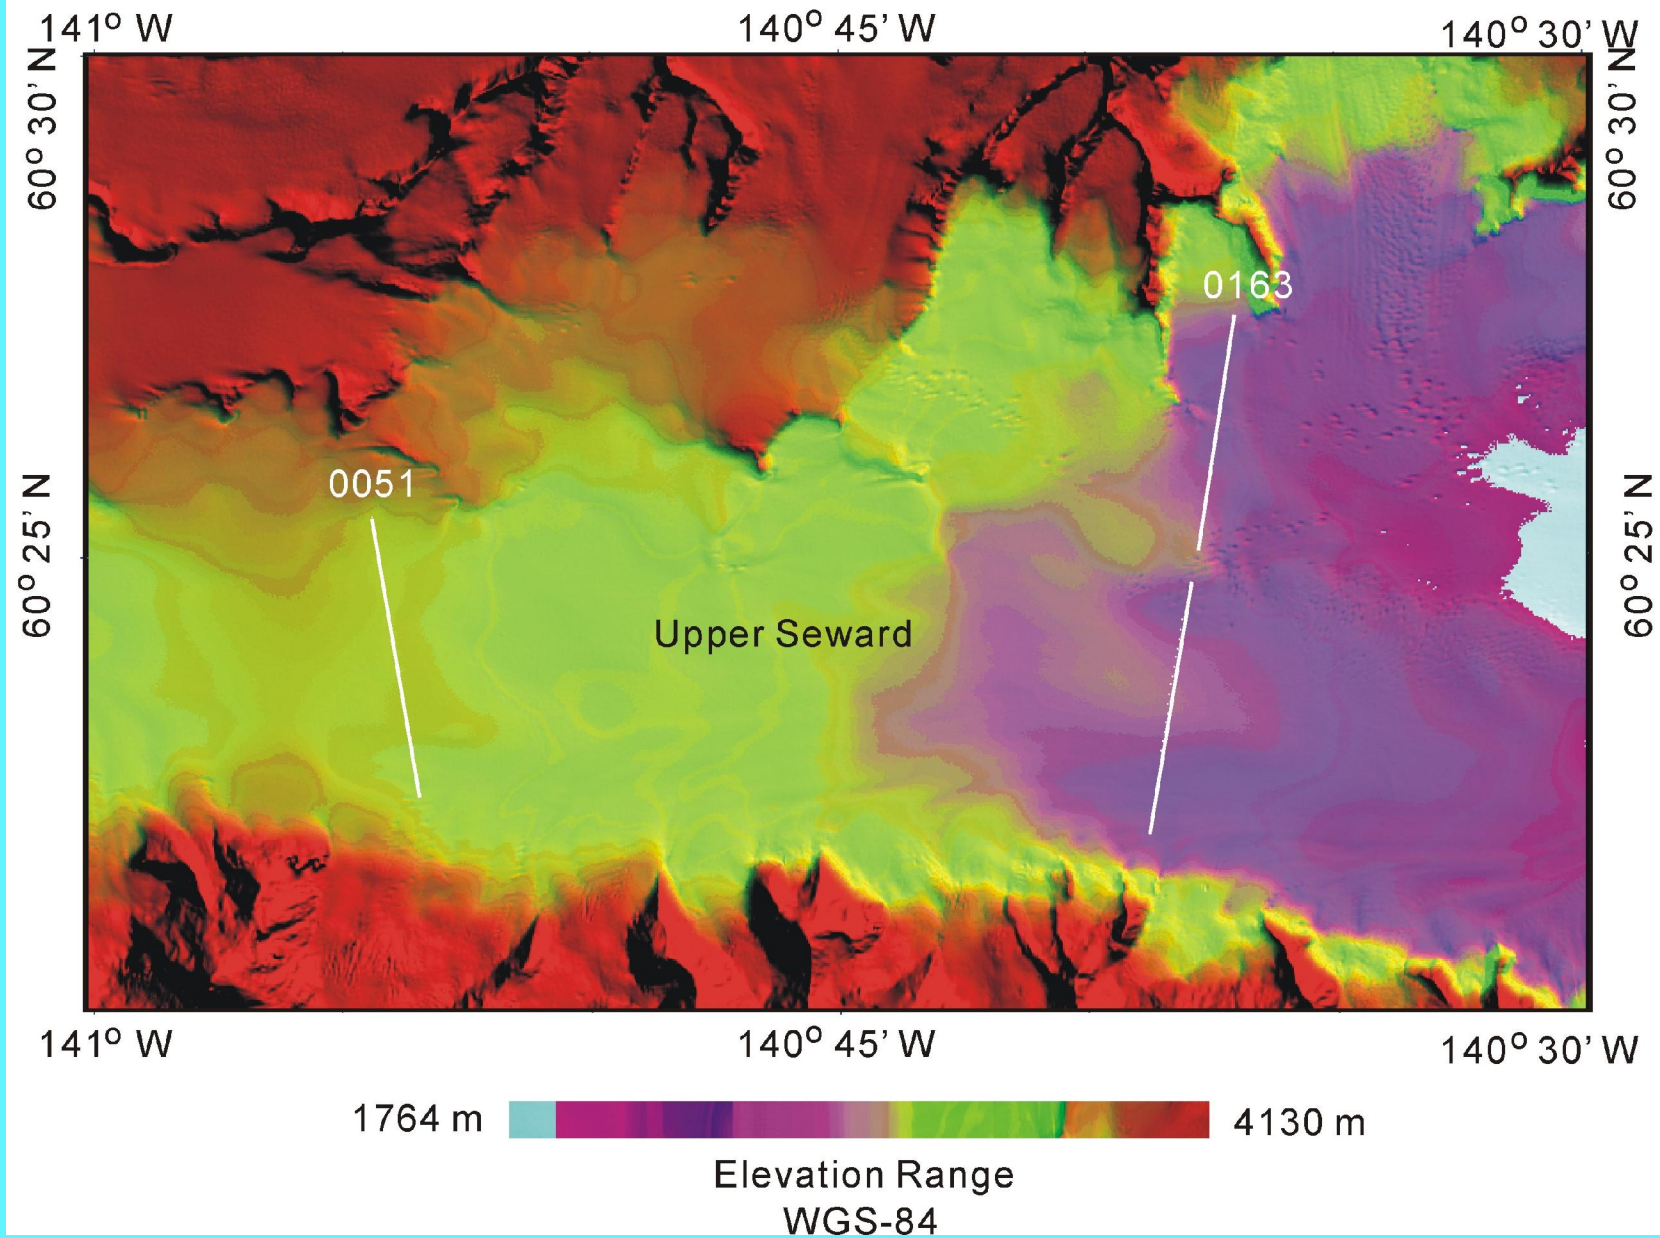 141° W 140° 45’ W 140° 30’ W
60° 30’ N 60° 30’ N
0163
0051
60° 25’ N 60° 25’ N
Upper Seward
141° W 140° 45’ W 140° 30’ W
1764 m 4130 m
Elevation Range
WGS-84